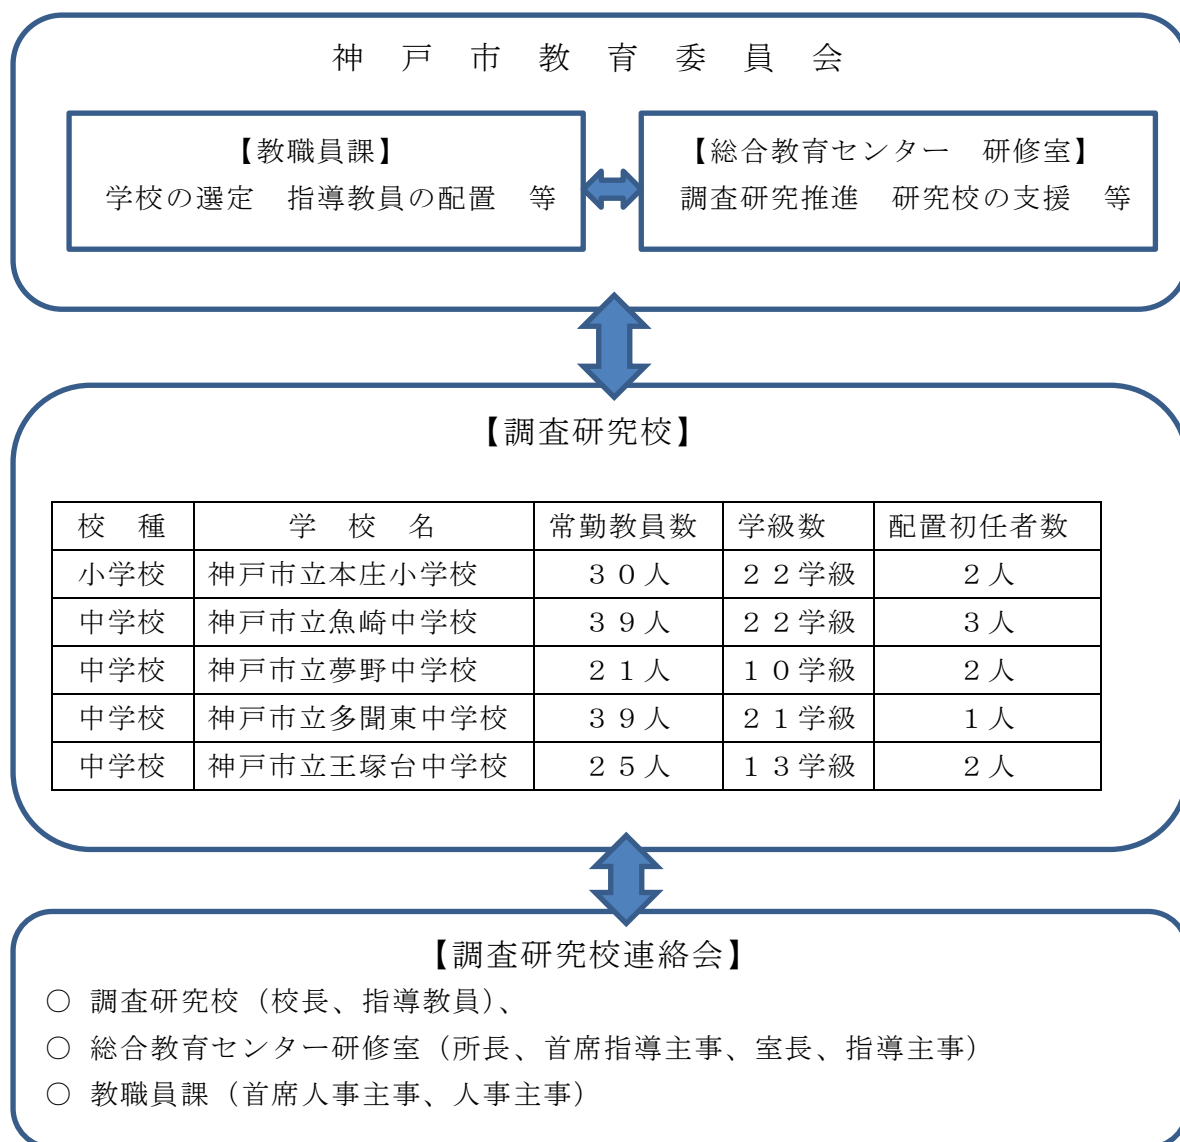 神　戸　市　教　育　委　員　会
【教職員課】
学校の選定　指導教員の配置　等
【総合教育センター　研修室】
調査研究推進　研究校の支援　等
【調査研究校】
校　種　学　校　名　常勤教員数　学級数　配置初任者数
小学校　神戸市立本庄小学校　３０人　２２学級　２人
中学校　神戸市立魚崎中学校　３９人　２２学級　３人
中学校　神戸市立夢野中学校　２１人　１０学級　２人
中学校　神戸市立多聞東中学校　３９人　２１学級　１人
中学校　神戸市立王塚台中学校　２５人　１３学級　２人
【調査研究校連絡会】
○ 調査研究校（校長、指導教員）、
○ 総合教育センター研修室（所長、首席指導主事、室長、指導主事）
○ 教職員課（首席人事主事、人事主事）